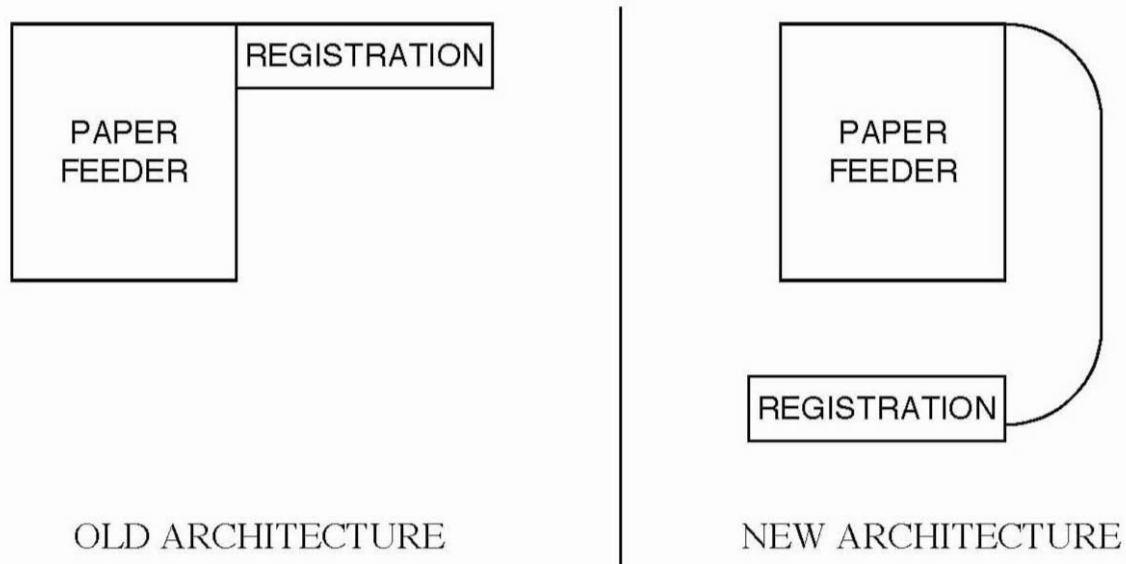 REGISTRATION
PAPER
FEEDER
OLD ARCHITECTURE
PAPER
FEEDER
REGISTRATION
NEW ARCHITECTURE